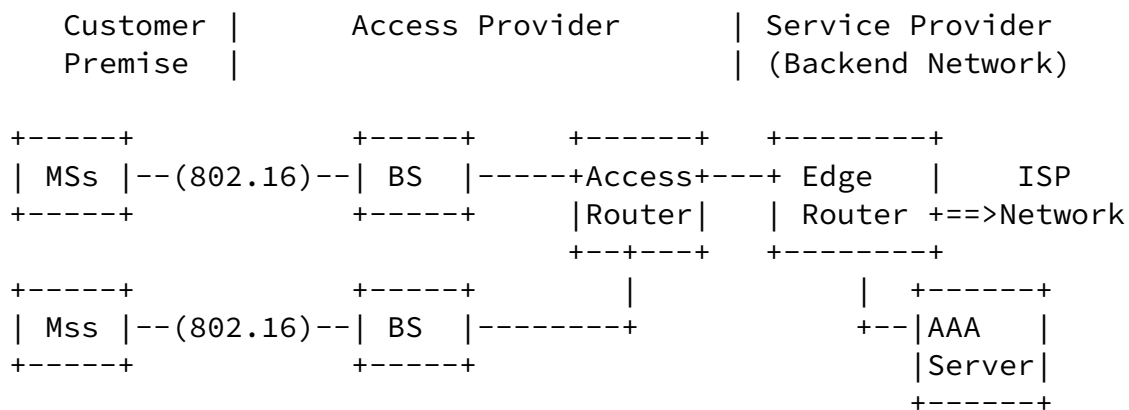 Customer |          Access Provider          | Service Provider
Premise  |                                   | (Backend Network)
+-----+            +-----+     +------+   +--------+
| MSs |--(802.16)--| BS  |-----+Access+---+ Edge   |    ISP
+-----+            +-----+     |Router|   | Router +==>Network
                               +--+---+   +--------+
+-----+            +-----+        |            |  +------+
| Mss |--(802.16)--| BS  |--------+            +--|AAA   |
+-----+            +-----+                        |Server|
                                                  +------+